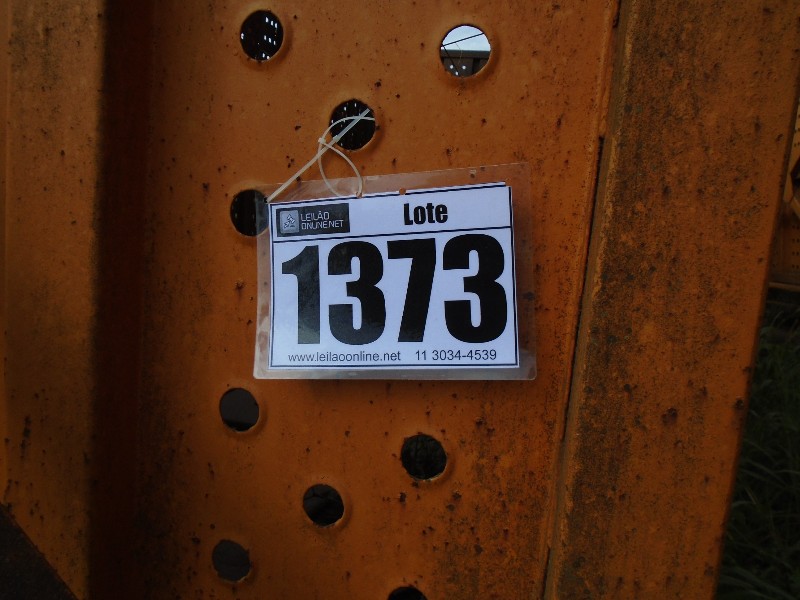 LEILÃO
ONLINE.NET
Lote
1373
www.leilaoonline.net 11 3034-4539